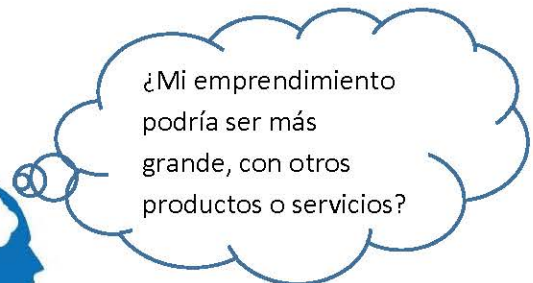 ¿Mi emprendimiento
podría ser más
grande, con otros
productos o servicios?